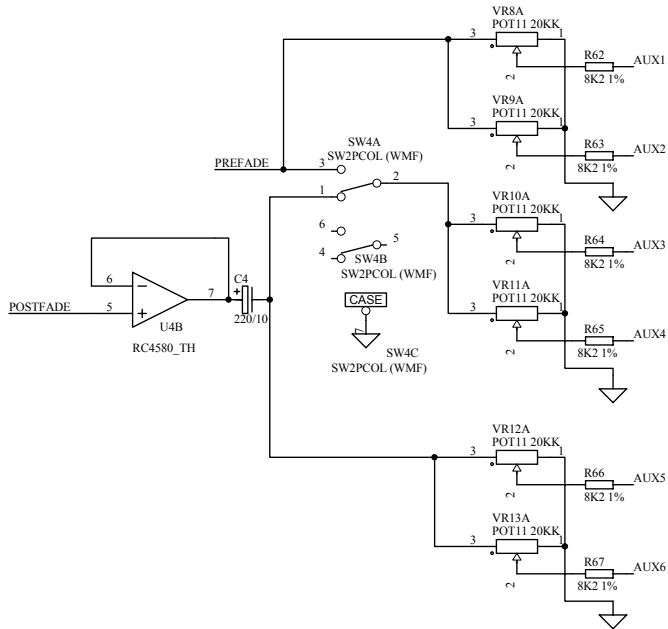 VR8A
POT11 20KK
3
1
2
R62
8K2 1%
AUX1
VR9A
POT11 20KK
3
1
2
R63
8K2 1%
AUX2
PREFADE
SW4A
SW2PCOL (WMF)
3
1
2
6
4
5
SW4B
SW2PCOL (WMF)
CASE
7
SW4C
SW2PCOL (WMF)
VR10A
POT11 20KK
3
1
2
R64
8K2 1%
AUX3
VR11A
POT11 20KK
3
1
2
R65
8K2 1%
AUX4
POSTFADE
6
5
7
U4B
RC4580_TH
C4
+
220/10
VR12A
POT11 20KK
3
1
2
R66
8K2 1%
AUX5
VR13A
POT11 20KK
3
1
2
R67
8K2 1%
AUX6